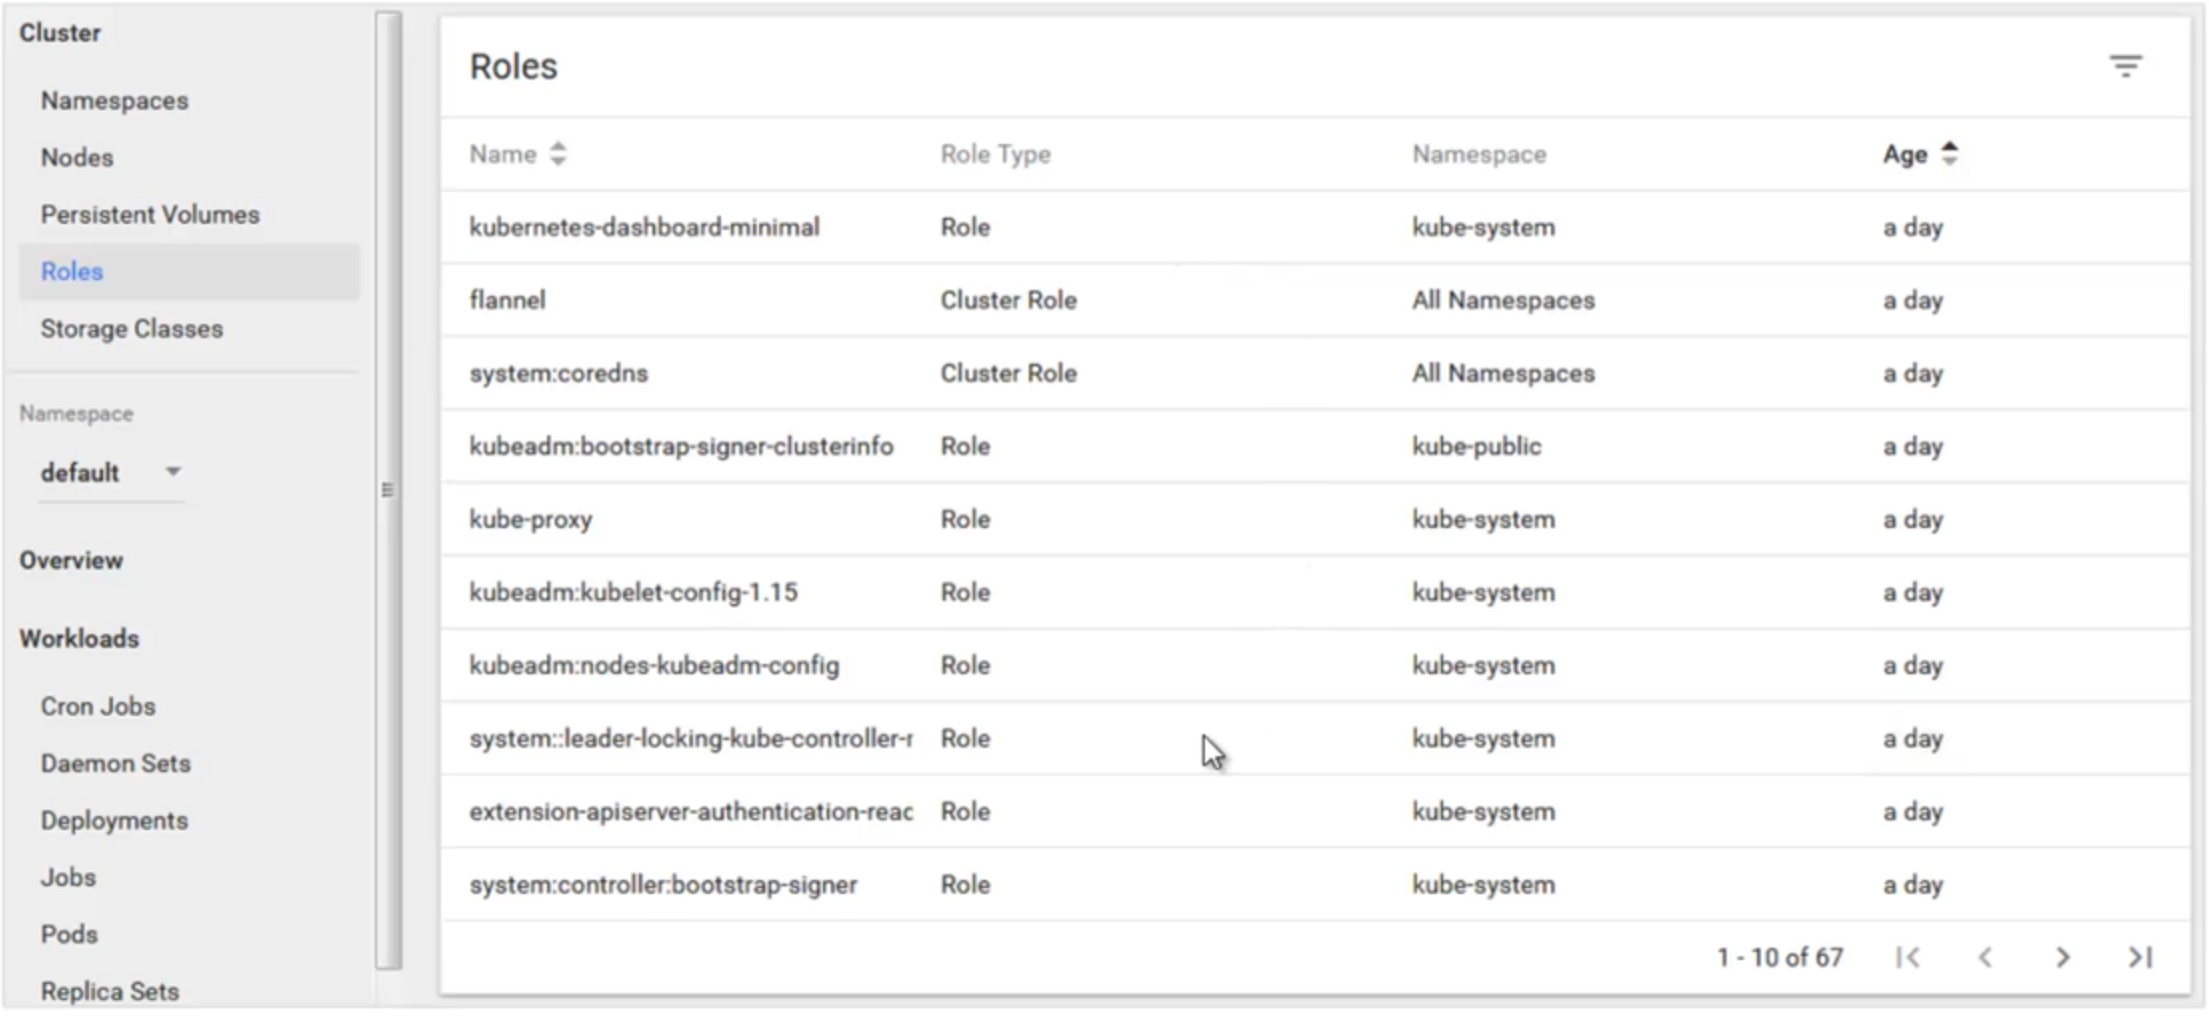 Cluster
Namespaces
Nodes
Persistent Volumes
Roles
Storage Classes
Namespace
default
Overview
Workloads
Cron Jobs
Daemon Sets
Deployments
Jobs
Pods
Replica Sets
Roles
Name Role Type Namespace Age
kubernetes-dashboard-minimal Role kube-system a day
flannel Cluster Role All Namespaces a day
system:coredns Cluster Role All Namespaces a day
kubeadm:bootstrap-signer-clusterinfo Role kube-public a day
kube-proxy Role kube-system a day
kubeadm:kubelet-config-1.15 Role kube-system a day
kubeadm:nodes-kubeadm-config Role kube-system a day
system::leader-locking-kube-controller-r Role kube-system a day
extension-apiserver-authentication-reac Role kube-system a day
system:controller:bootstrap-signer Role kube-system a day
1 - 10 of 67